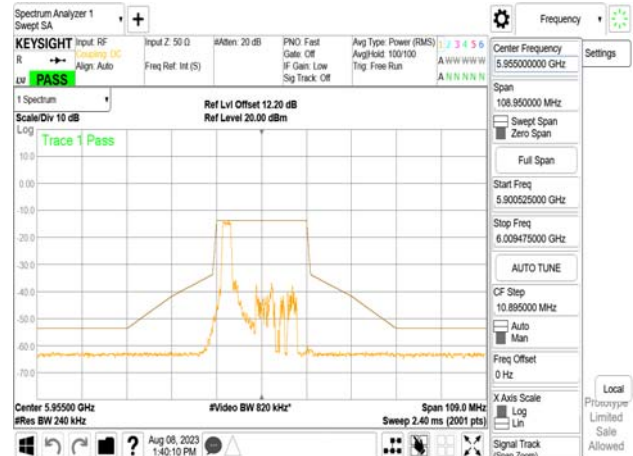 Spectrum Analyzer 1
Swept SA
+
Frequency
KEYSIGHT
R
LV PASS
Input: RF
Coupling: DC
Align: Auto
Input Z: 50 Ω
Freq Ref: Int (S)
#Atten: 20 dB
PNO: Fast
Gate: Off
IF Gain: Low
Sig Track: Off
Avg Type: Power (RMS)
Avg|Hold: 100/100
Trig: Free Run
1 2 3 4 5 6
A W W W W W
A N N N N N
1 Spectrum
Scale/Div 10 dB
Ref Lvl Offset 12.20 dB
Ref Level 20.00 dBm
Log
Trace 1 Pass
10.0
0.00
-10.0
-20.0
-30.0
-40.0
-50.0
-60.0
-70.0
Center 5.95500 GHz
#Res BW 240 kHz
#Video BW 820 kHz*
Span 109.0 MHz
Sweep 2.40 ms (2001 pts)
Aug 08, 2023
1:40:10 PM
?
Center Frequency
5.955000000 GHz
Settings
Span
108.950000 MHz
Swept Span
Zero Span
Full Span
Start Freq
5.900525000 GHz
Stop Freq
6.009475000 GHz
AUTO TUNE
CF Step
10.895000 MHz
Auto
Man
Freq Offset
0 Hz
X Axis Scale
Log
Lin
Signal Track
(Span Zoom)
Local
Prototype
Limited
Sale
Allowed